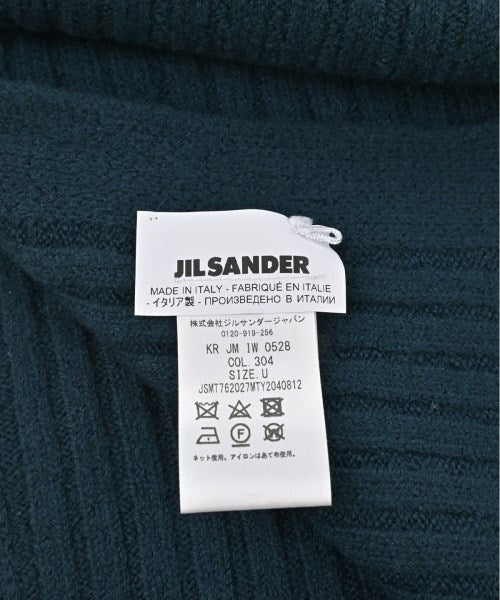 JIL SANDER
MADE IN ITALY - FABRIQUÉ EN ITALIE
- イタリア製 - ПРОИЗВЕДЕНО В ИТАЛИИ
株式会社ジルサンダージャパン
0120-919-256
KR JM IW 0528
COL.304
SIZE.U
JSMT762027MTY2040812
ネット使用。アイロンはあて布使用。